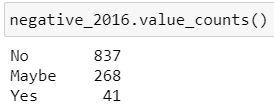 negative_2016.value_counts()
No 837
Maybe 268
Yes 41